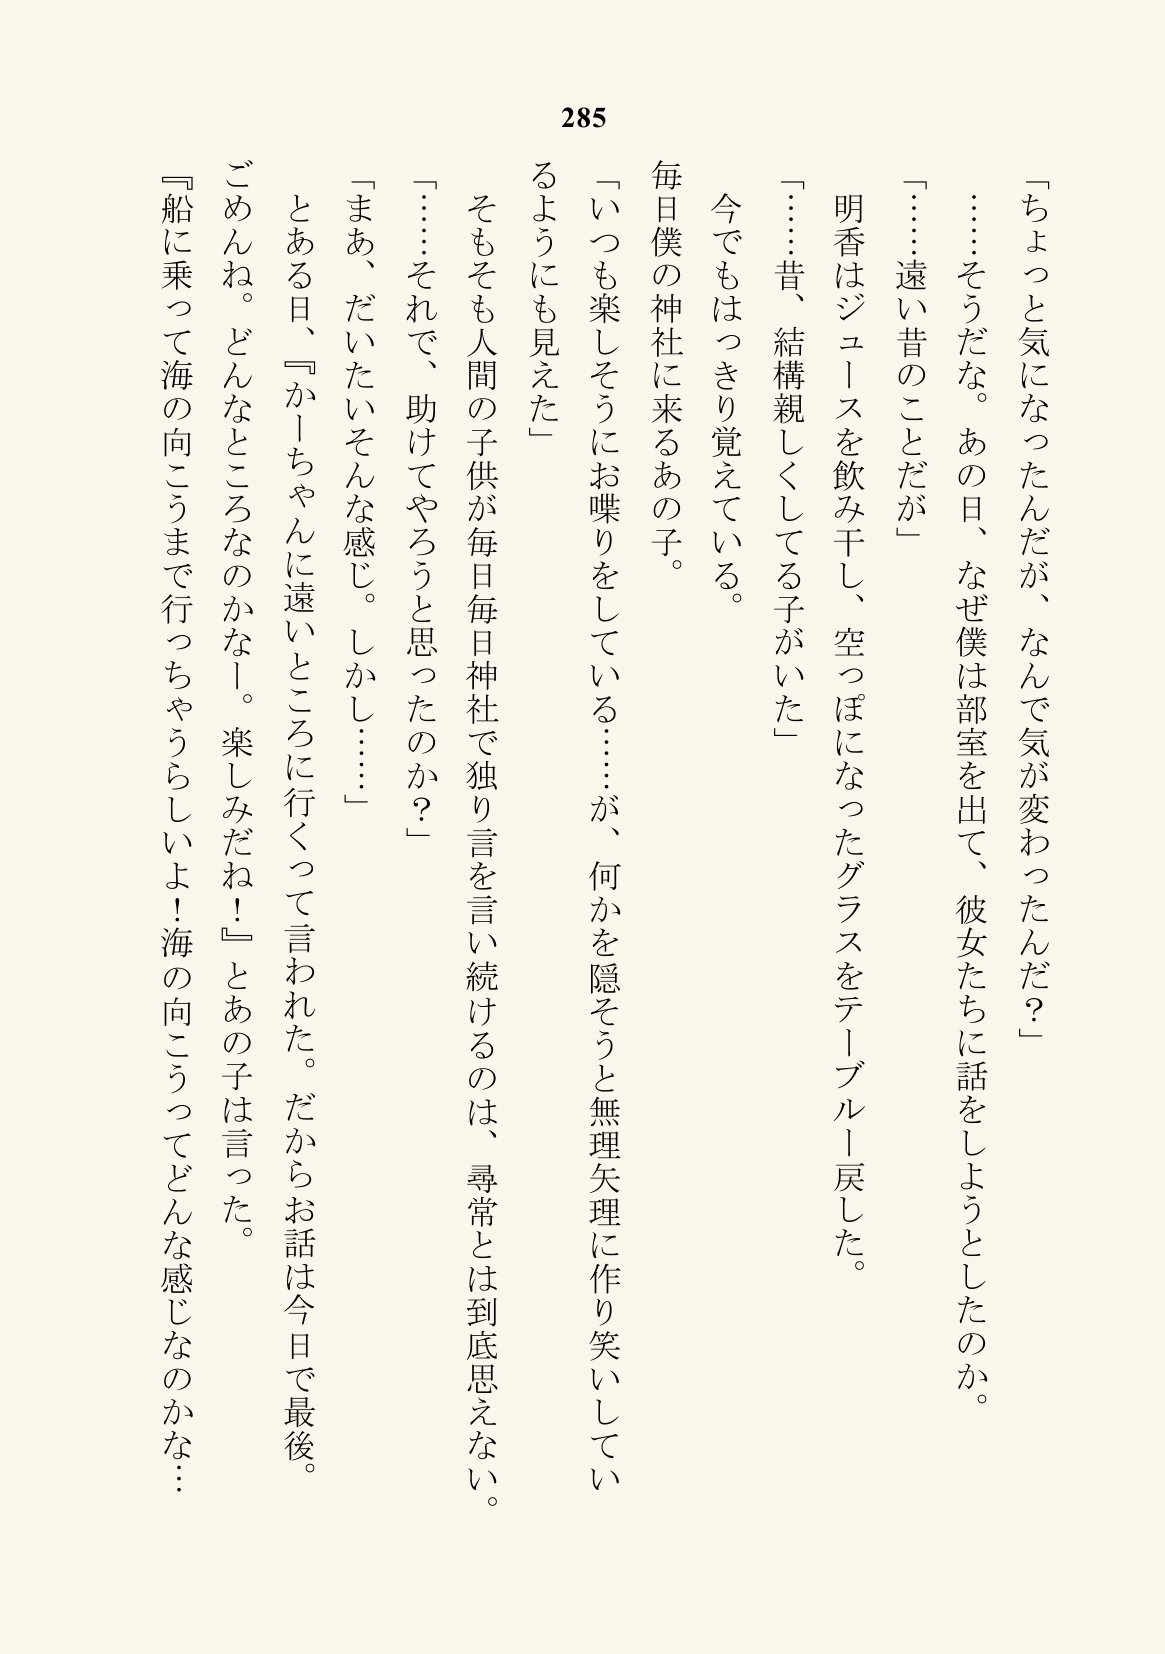 285
「ちょっと気になったんだが、なんで気が変わったんだ？」
……そうだな。あの日、なぜ僕は部室を出て、彼女たちに話をしようとしたのか。
「……遠い昔のことだが」
明香はジュースを飲み干し、空っぽになったグラスをテーブルー戻した。
「……昔、結構親しくしてる子がいた」
今でもはっきり覚えている。
毎日僕の神社に来るあの子。
「いつも楽しそうにお喋りをしている……が、何かを隠そうと無理矢理に作り笑いしてい
るようにも見えた」
そもそも人間の子供が毎日毎日神社で独り言を言い続けるのは、尋常とは到底思えない。
「……それで、助けてやろうと思ったのか？」
「まあ、だいたいそんな感じ。しかし……」
とある日、『かーちゃんに遠いところに行くって言われた。だからお話は今日で最後。
ごめんね。どんなところなのかなー。楽しみだね！』とあの子は言った。
『船に乗って海の向こうまで行っちゃうらしいよ！海の向こうってどんな感じなのかな…